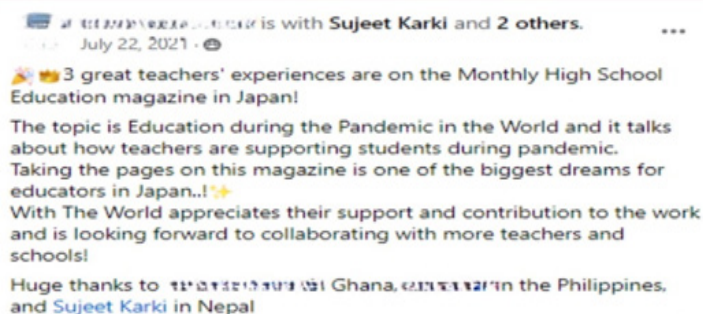 is with Sujeet Karki and 2 others.
July 22, 2021 ·
3 great teachers' experiences are on the Monthly High School
Education magazine in Japan!
The topic is Education during the Pandemic in the World and it talks
about how teachers are supporting students during pandemic.
Taking the pages on this magazine is one of the biggest dreams for
educators in Japan..!
With The World appreciates their support and contribution to the work
and is looking forward to collaborating with more teachers and
schools!
Huge thanks to Ghana, in the Philippines,
and Sujeet Karki in Nepal